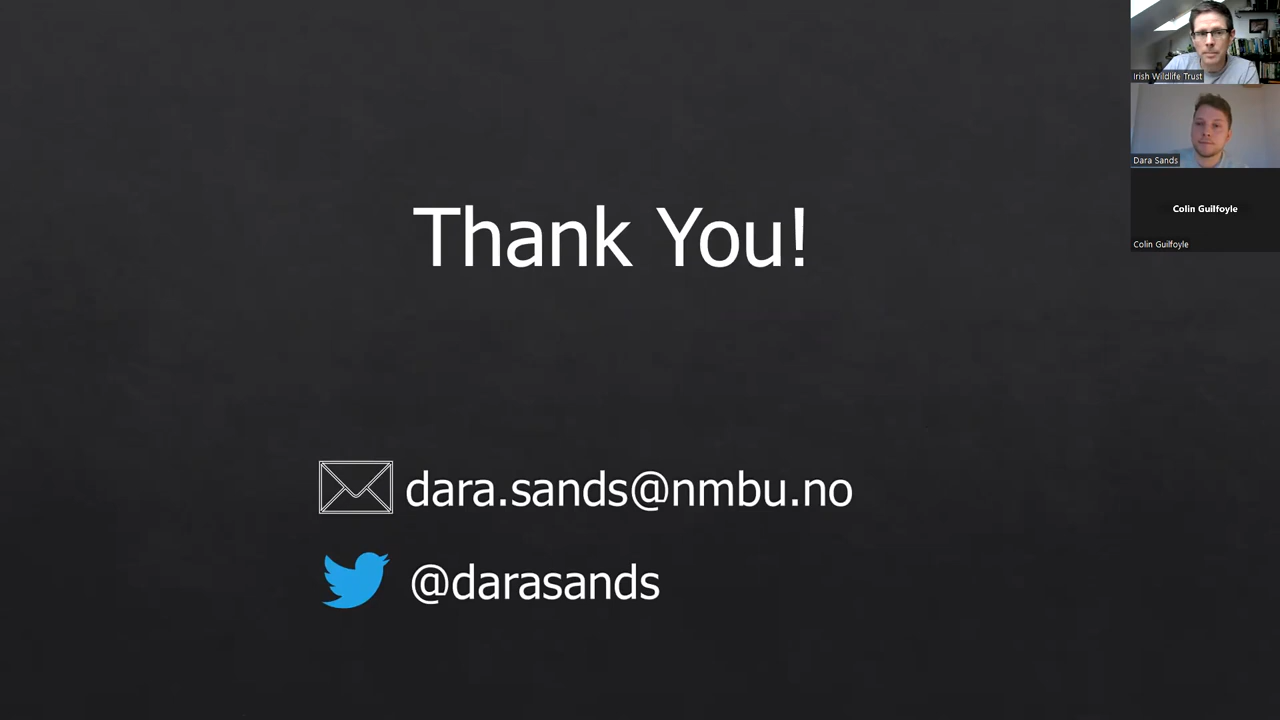 Thank You!
dara.sands@nmbu.no
@darasands
Irish Wildlife Trust
Dara Sands
Colin Guilfoyle
Colin Guilfoyle